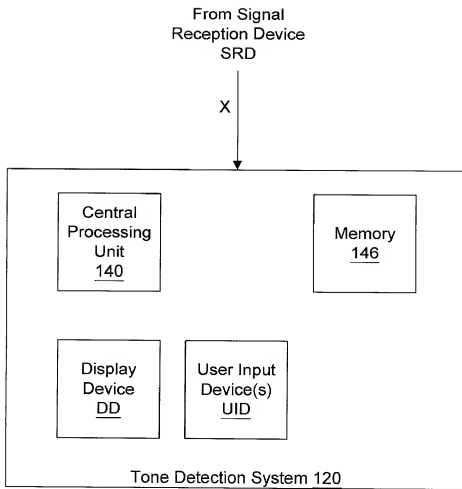 From Signal
Reception Device
SRD
X
Central
Processing
Unit
140
Memory
146
Display
Device
DD
User Input
Device(s)
UID
Tone Detection System 120